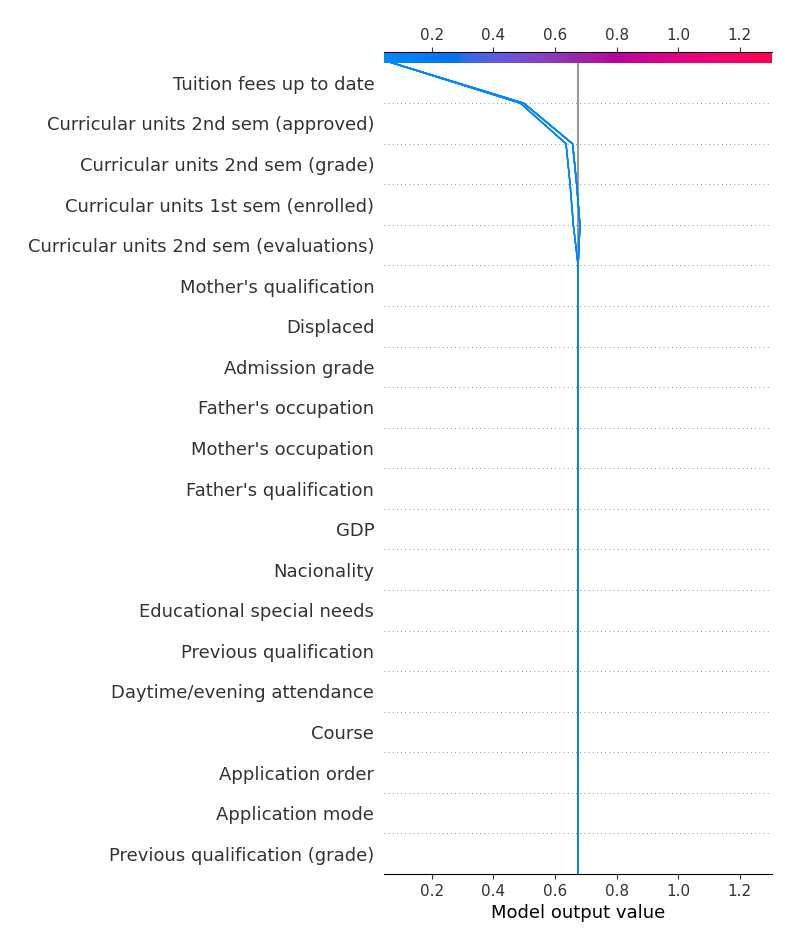 0.2 0.4 0.6 0.8 1.0 1.2
Tuition fees up to date
Curricular units 2nd sem (approved)
Curricular units 2nd sem (grade)
Curricular units 1st sem (enrolled)
Curricular units 2nd sem (evaluations)
Mother's qualification
Displaced
Admission grade
Father's occupation
Mother's occupation
Father's qualification
GDP
Nacionality
Educational special needs
Previous qualification
Daytime/evening attendance
Course
Application order
Application mode
Previous qualification (grade)
0.2 0.4 0.6 0.8 1.0 1.2
Model output value